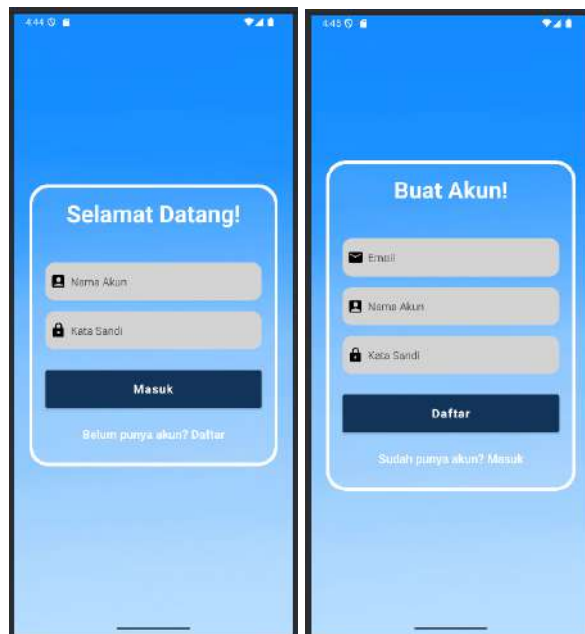 4:44
Selamat Datang!
Nama Akun
Kata Sandi
Masuk
Belum punya akun? Daftar
4:45
Buat Akun!
Email
Nama Akun
Kata Sandi
Daftar
Sudah punya akun? Masuk